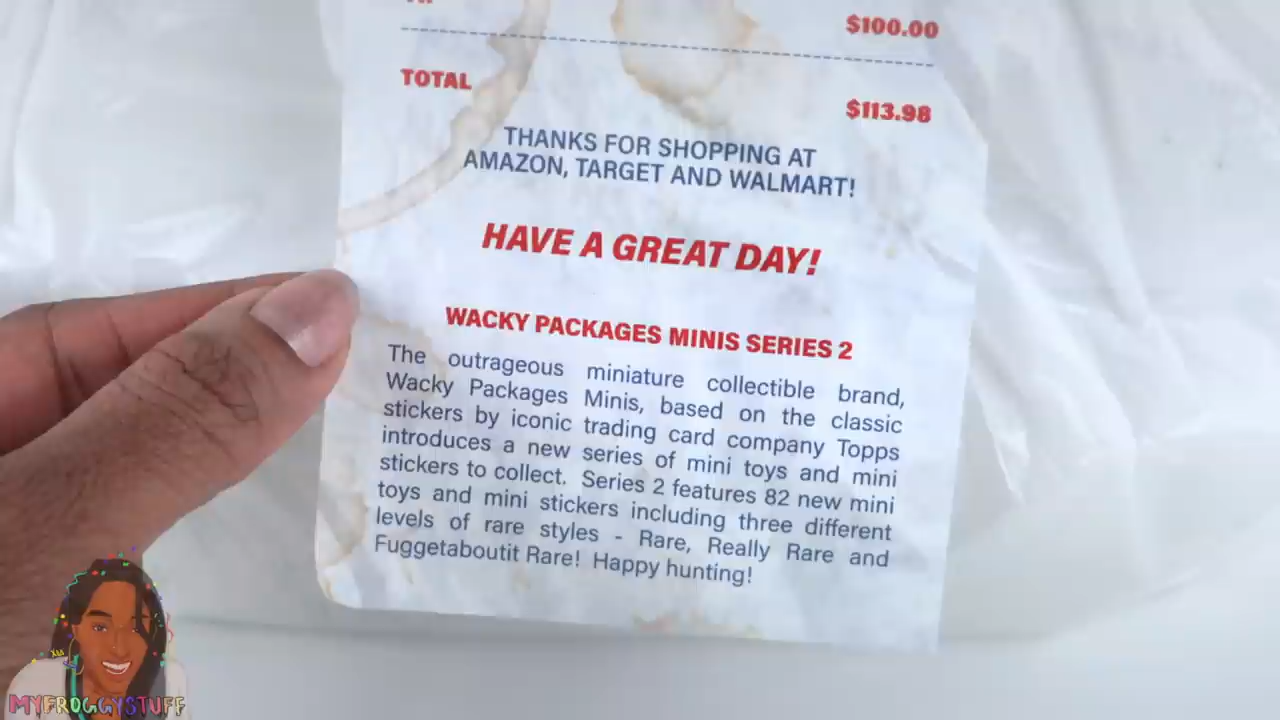 $100.00
TOTAL
$113.98
THANKS FOR SHOPPING AT
AMAZON, TARGET AND WALMART!
HAVE A GREAT DAY!
WACKY PACKAGES MINIS SERIES 2
The outrageous miniature collectible brand,
Wacky Packages Minis, based on the classic
stickers by iconic trading card company Topps
introduces a new series of mini toys and mini
stickers to collect. Series 2 features 82 new mini
toys and mini stickers including three different
levels of rare styles - Rare, Really Rare and
Fuggetaboutit Rare! Happy hunting!
MYFROGGYSTUFF